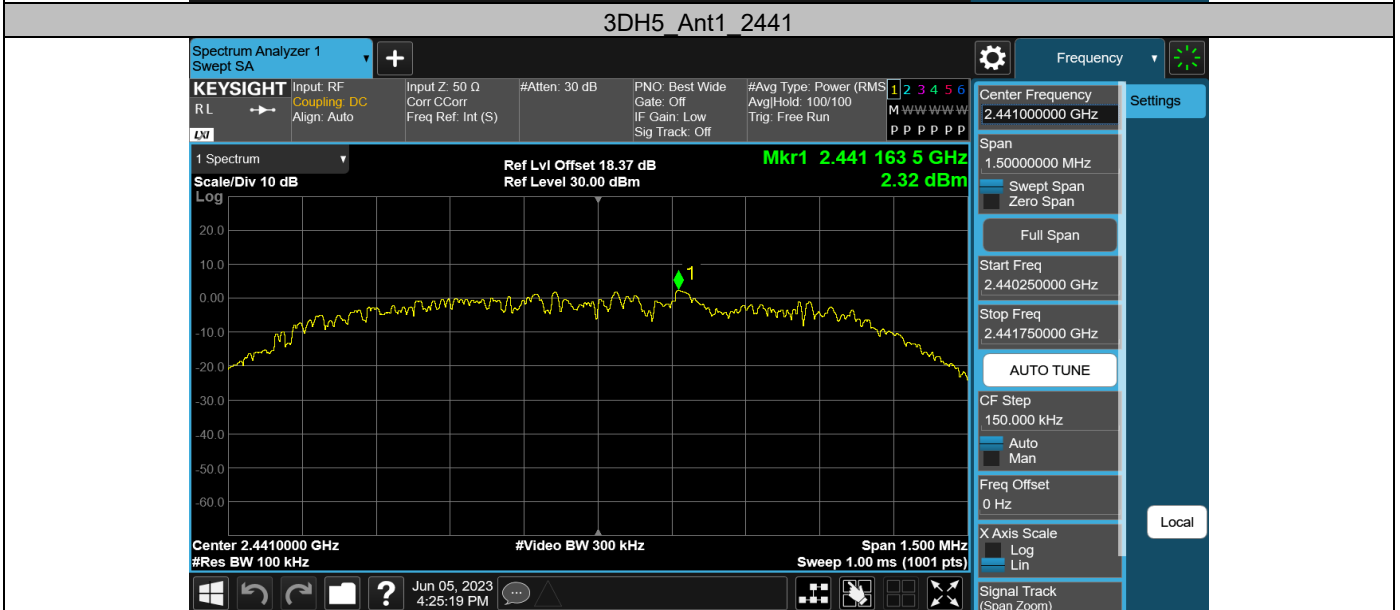 3DH5_Ant1_2441
Spectrum Analyzer 1
Swept SA
+
Frequency
KEYSIGHT
RL
LXI
Input: RF
Coupling: DC
Align: Auto
Input Z: 50 Ω
Corr CCorr
Freq Ref: Int (S)
#Atten: 30 dB
PNO: Best Wide
Gate: Off
IF Gain: Low
Sig Track: Off
#Avg Type: Power (RMS
Avg|Hold: 100/100
Trig: Free Run
1 2 3 4 5 6
M W W W W W
P P P P P P
1 Spectrum
Scale/Div 10 dB
Ref Lvl Offset 18.37 dB
Ref Level 30.00 dBm
Mkr1 2.441 163 5 GHz
2.32 dBm
Log
20.0
10.0
0.00
-10.0
-20.0
-30.0
-40.0
-50.0
-60.0
1
Center 2.4410000 GHz
#Res BW 100 kHz
#Video BW 300 kHz
Span 1.500 MHz
Sweep 1.00 ms (1001 pts)
?
Jun 05, 2023
4:25:19 PM
Center Frequency
2.441000000 GHz
Span
1.50000000 MHz
Swept Span
Zero Span
Full Span
Start Freq
2.440250000 GHz
Stop Freq
2.441750000 GHz
AUTO TUNE
CF Step
150.000 kHz
Auto
Man
Freq Offset
0 Hz
X Axis Scale
Log
Lin
Signal Track
(Span Zoom)
Settings
Local